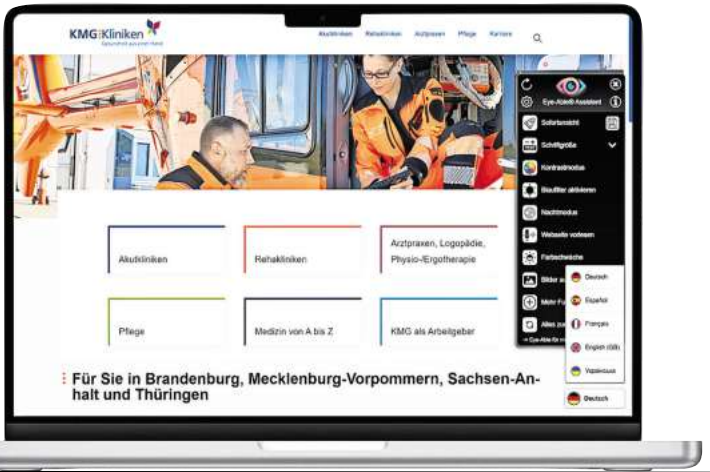 KMG Kliniken
Gesundheit aus einer Hand
Akutkliniken Rehakliniken Arztpraxen Pflege Karriere
Eye-Able® Assistent
Sofortansicht
Schriftgröße
Kontrastmodus
Blaufilter aktivieren
Nachtmodus
Webseite vorlesen
Farbschwäche
Bilder
Mehr Fu
Alles zur
Akutkliniken
Rehakliniken
Arztpraxen, Logopädie,
Physio-/Ergotherapie
Pflege
Medizin von A bis Z
KMG als Arbeitgeber
Deutsch
Español
Français
English (GB)
Українська
Deutsch
Für Sie in Brandenburg, Mecklenburg-Vorpommern, Sachsen-An-
halt und Thüringen